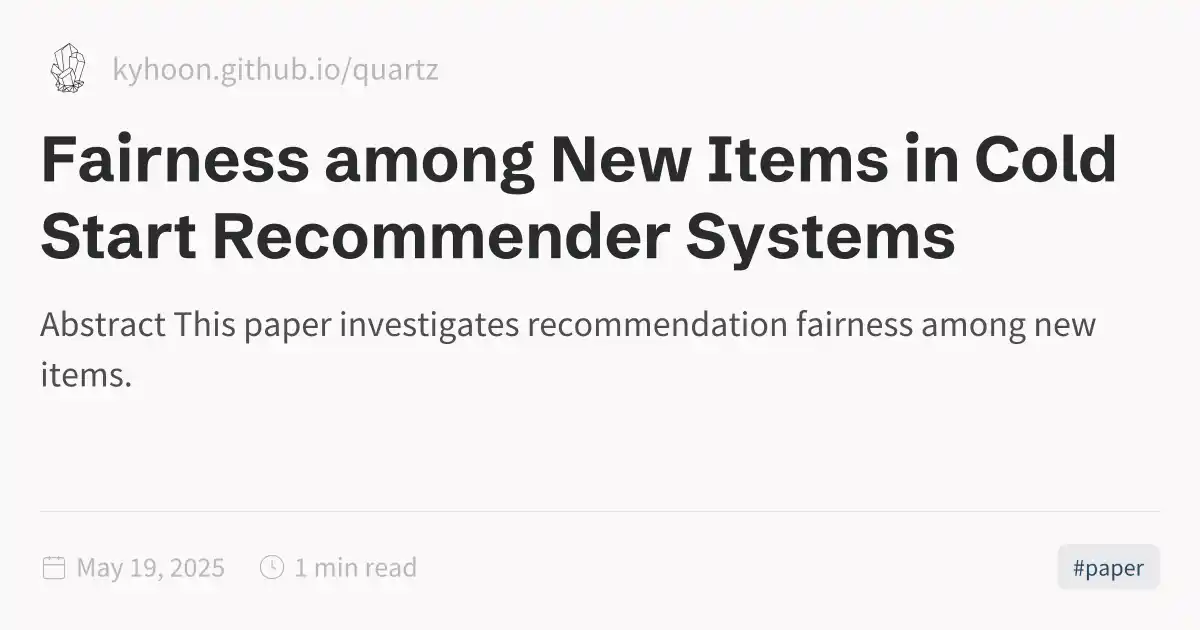 kyhoon.github.io/quartz
Fairness among New Items in Cold
Start Recommender Systems
Abstract This paper investigates recommendation fairness among new
items.
May 19, 2025 1 min read #paper